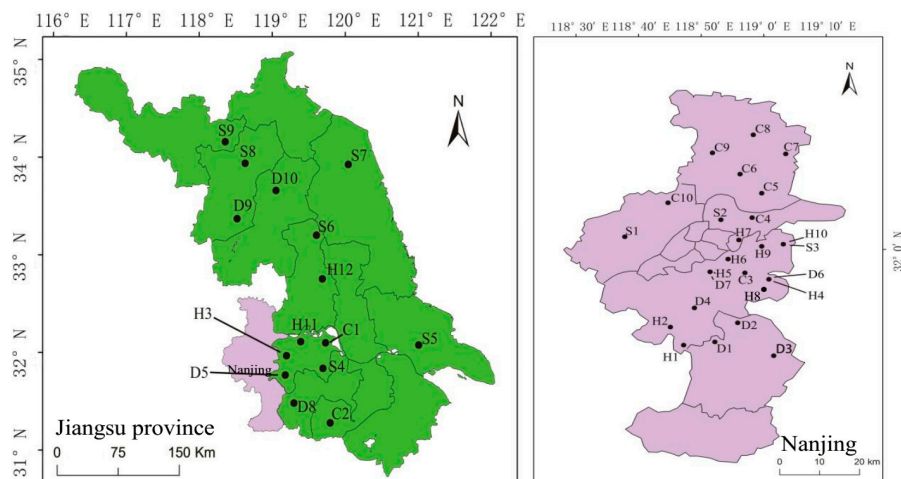 116° E 117° E 118° E 119° E 120° E 121° E 122° E
35° N
34° N
33° N
32° N
31° N
N
S9
S8
S7
D10
D9
S6
H12
H3
H11
C1
S5
D5
Nanjing
S4
D8
C2
Jiangsu province
0 75 150 Km
118°30' E 118°40' E 118°50' E 119°0' E 119°10' E
32°0' N
N
C8
C9
C7
C6
C5
C10
S2
C4
S1
H7
H10
H9
S3
H6
H5
C3
D6
D7
H8
H4
D4
H2
D2
H1
D1
D3
Nanjing
0 10 20 km